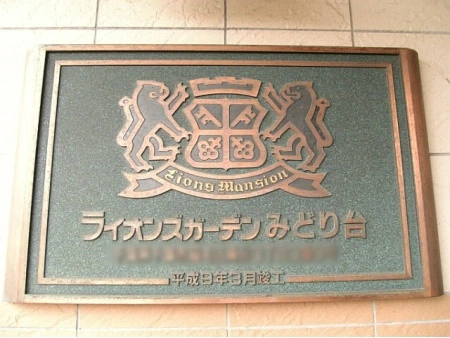 Lions Mansion
ライオンズガーデンみどり台
平成9年3月竣工